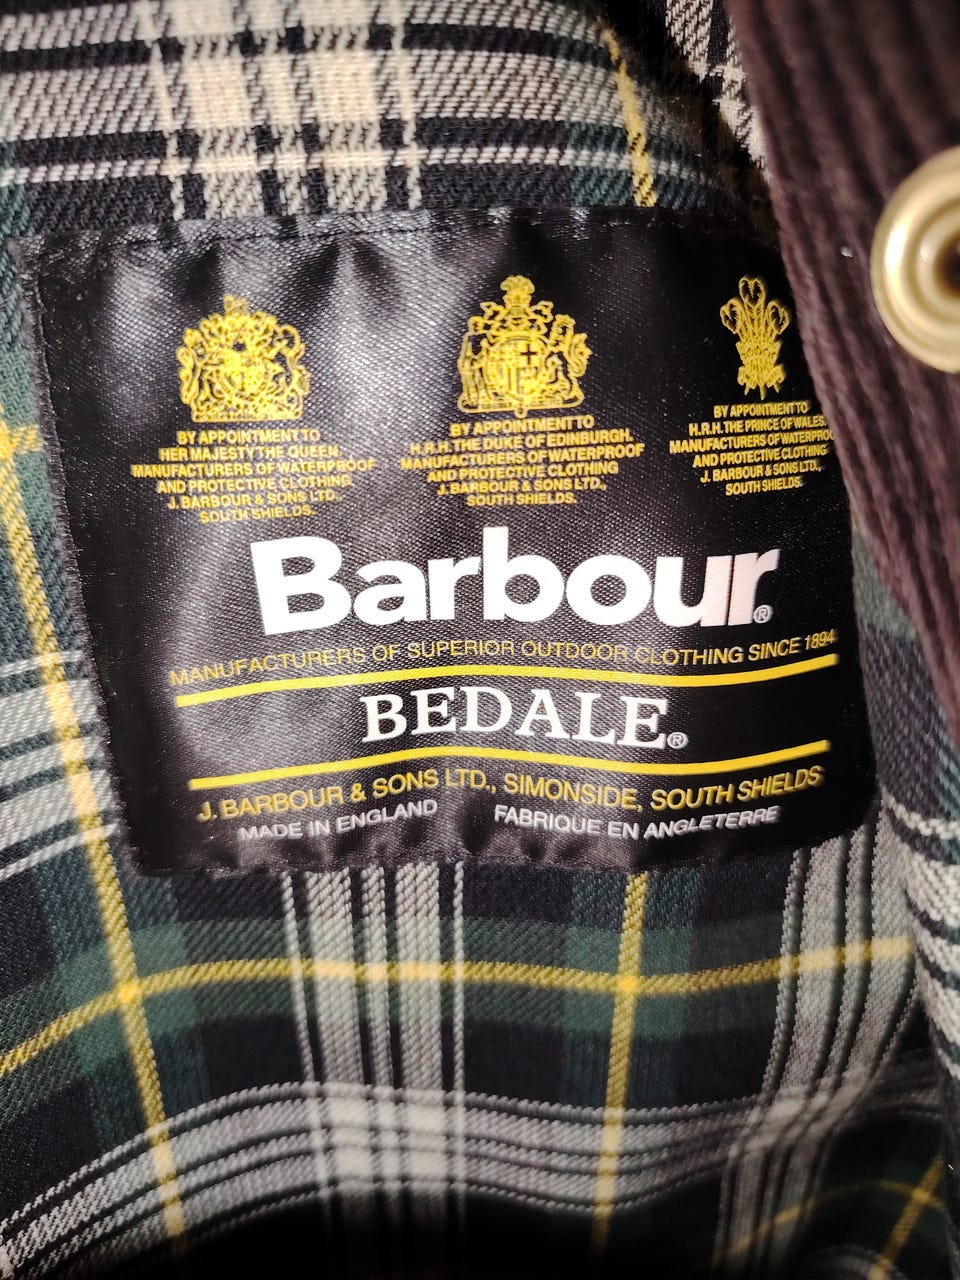 BY APPOINTMENT TO
HER MAJESTY THE QUEEN,
MANUFACTURERS OF WATERPROOF
AND PROTECTIVE CLOTHING
J. BARBOUR & SONS LTD.,
SOUTH SHIELDS.
BY APPOINTMENT TO
H.R.H. THE DUKE OF EDINBURGH,
MANUFACTURERS OF WATERPROOF
AND PROTECTIVE CLOTHING
J. BARBOUR & SONS LTD.,
SOUTH SHIELDS.
BY APPOINTMENT TO
H.R.H. THE PRINCE OF WALES,
MANUFACTURERS OF WATERPROO
AND PROTECTIVE CLOTHING
J. BARBOUR & SONS LTD.,
SOUTH SHIELDS.
Barbour®
MANUFACTURERS OF SUPERIOR OUTDOOR CLOTHING SINCE 1894
BEDALE®
J. BARBOUR & SONS LTD., SIMONSIDE, SOUTH SHIELDS
MADE IN ENGLAND FABRIQUE EN ANGLETERRE